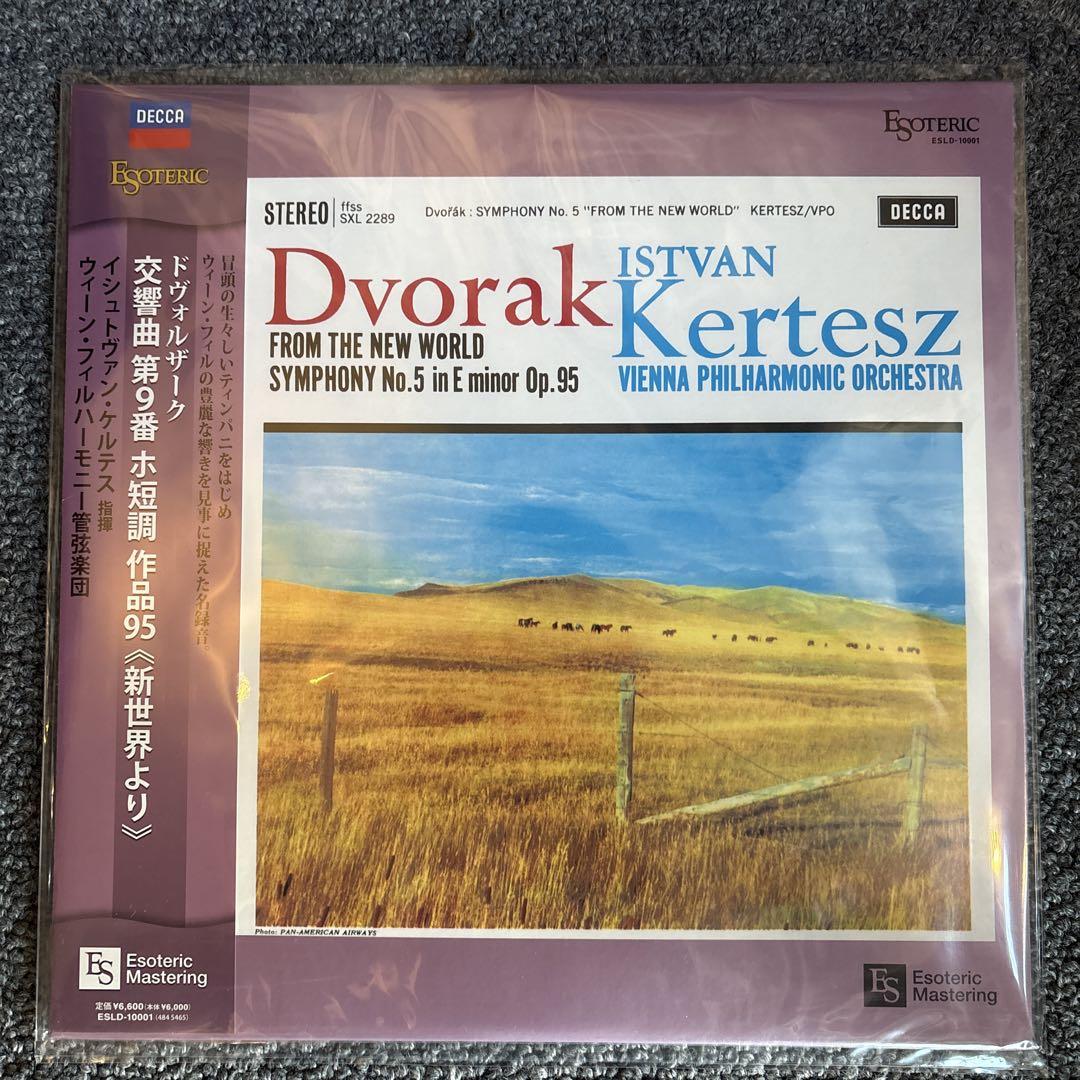 DECCA
ESOTERIC
冒頭の生々しいティンパニをはじめ
ウィーン・フィルの豊麗な響きを見事に捉えた名録音。
ドヴォルザーク
交響曲 第9番 ホ短調 作品95《新世界より》
イシュトヴァン・ケルテス 指揮
ウィーン・フィルハーモニー管弦楽団
ES Esoteric
Mastering
定価¥6,600(本体 ¥6,000)
ESLD-10001 (484 5465)
ESOTERIC
ESLD-10001
STEREO
ffss
SXL 2289
Dvořák : SYMPHONY No. 5 "FROM THE NEW WORLD" KERTESZ/VPO
DECCA
Dvorak
FROM THE NEW WORLD
SYMPHONY No.5 in E minor Op.95
ISTVAN
Kertesz
VIENNA PHILHARMONIC ORCHESTRA
Photo: PAN-AMERICAN AIRWAYS
ES Esoteric
Mastering